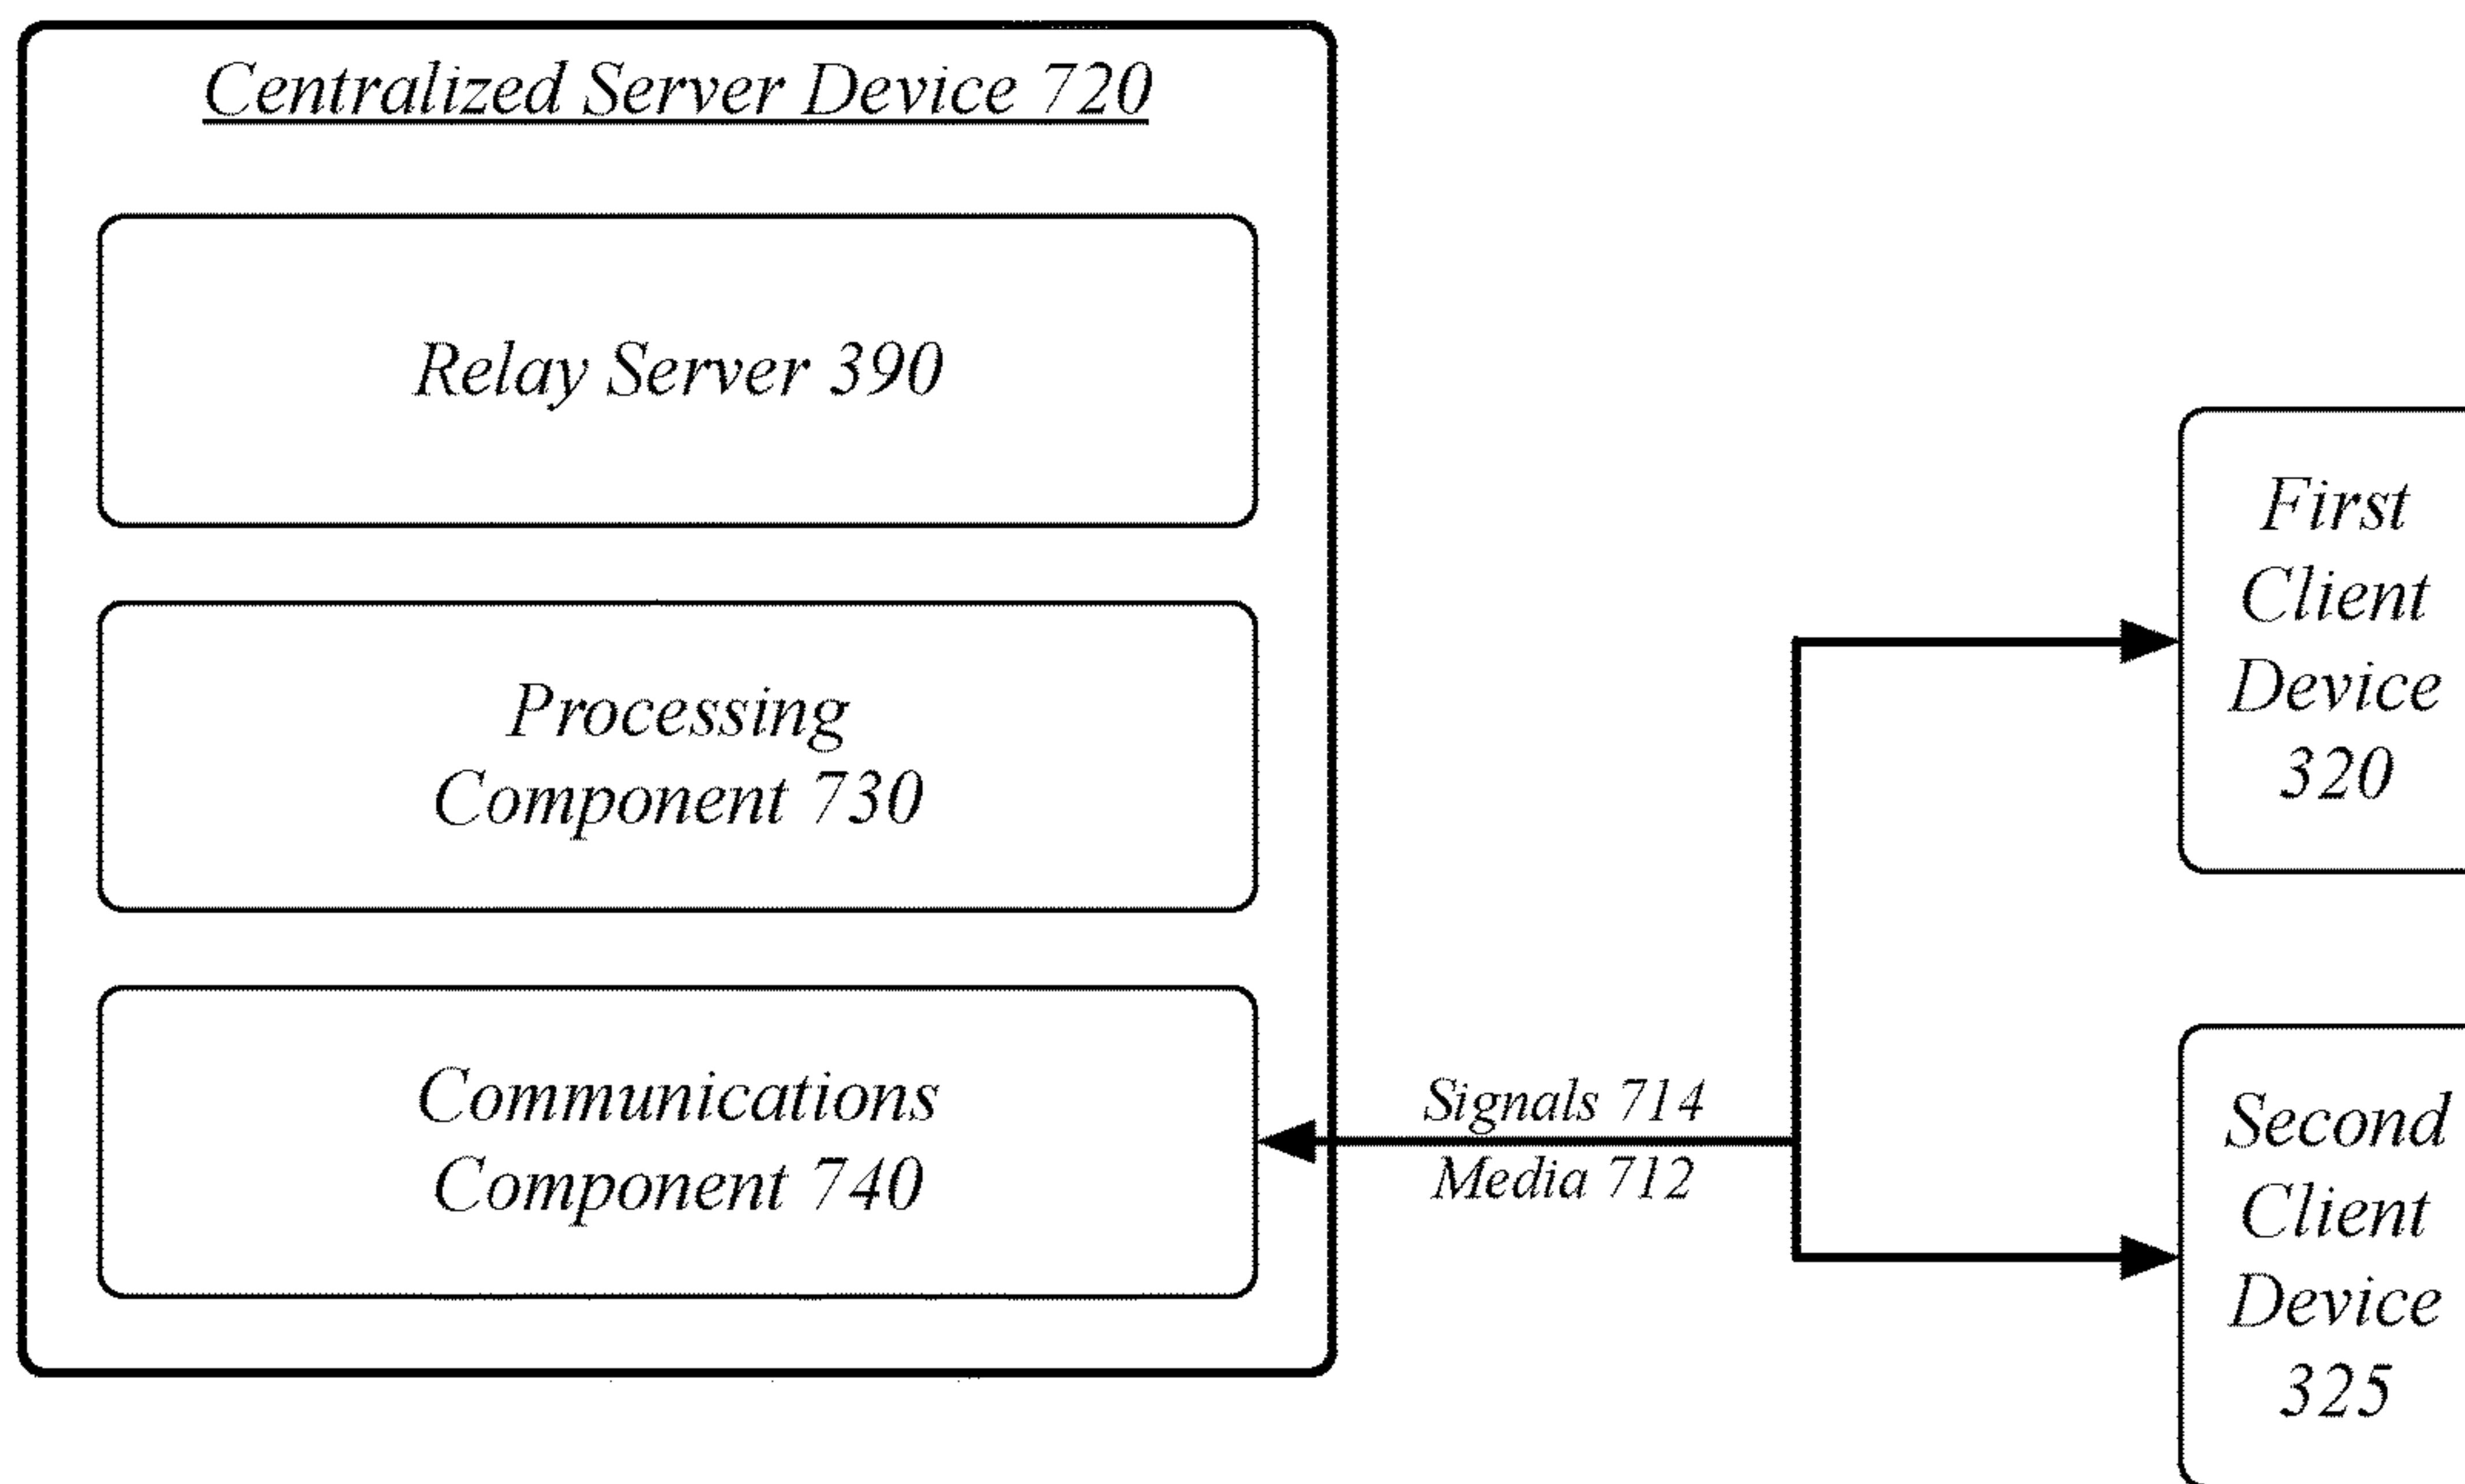 Centralized Server Device 720
Relay Server 390
Processing
Component 730
Communications
Component 740
Signals 714
Media 712
First
Client
Device
320
Second
Client
Device
325